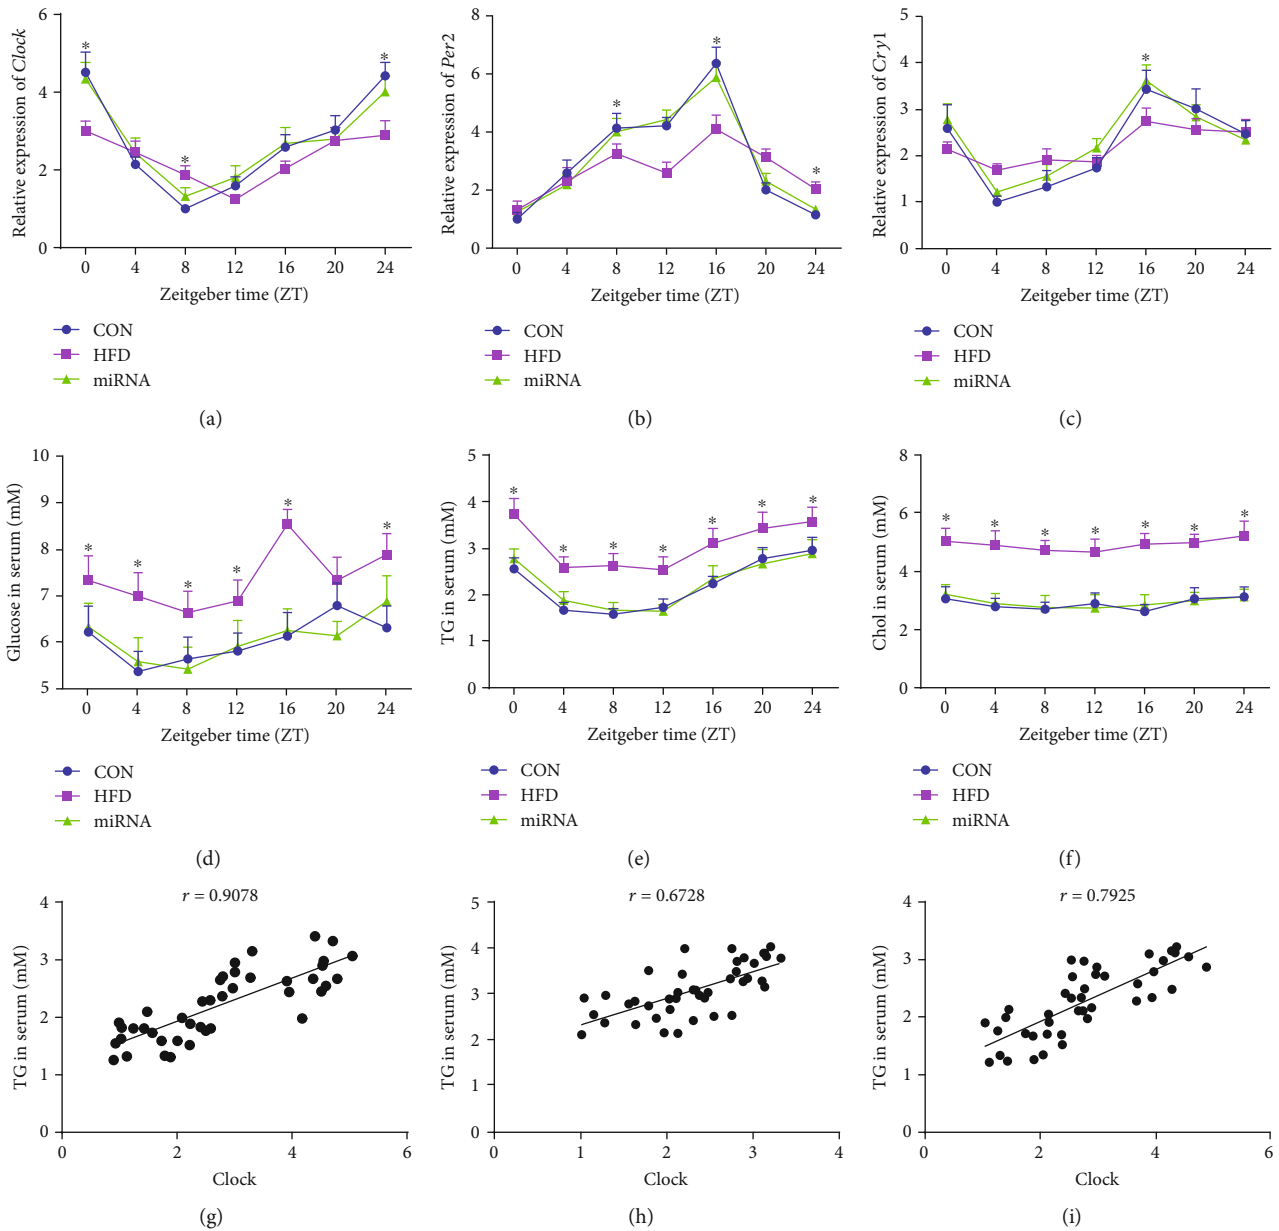 Relative expression of Clock
6
4
2
0
*
*
*
0 4 8 12 16 20 24
Zeitgeber time (ZT)
CON
HFD
miRNA
(a)
Relative expression of Per2
8
6
4
2
0
*
*
*
0 4 8 12 16 20 24
Zeitgeber time (ZT)
CON
HFD
miRNA
(b)
Relative expression of Cry1
5
4
3
2
1
0
*
0 4 8 12 16 20 24
Zeitgeber time (ZT)
CON
HFD
miRNA
(c)
Glucose in serum (mM)
10
9
8
7
6
5
* * * * * *
0 4 8 12 16 20 24
Zeitgeber time (ZT)
CON
HFD
miRNA
(d)
TG in serum (mM)
5
4
3
2
1
0
* * * * * * *
0 4 8 12 16 20 24
Zeitgeber time (ZT)
CON
HFD
miRNA
(e)
Chol in serum (mM)
8
6
4
2
0
* * * * * * *
0 4 8 12 16 20 24
Zeitgeber time (ZT)
CON
HFD
miRNA
(f)
r = 0.9078
TG in serum (mM)
4
3
2
1
0
0 2 4 6
Clock
(g)
r = 0.6728
TG in serum (mM)
5
4
3
2
1
0
0 1 2 3 4
Clock
(h)
r = 0.7925
TG in serum (mM)
4
3
2
1
0
0 2 4 6
Clock
(i)